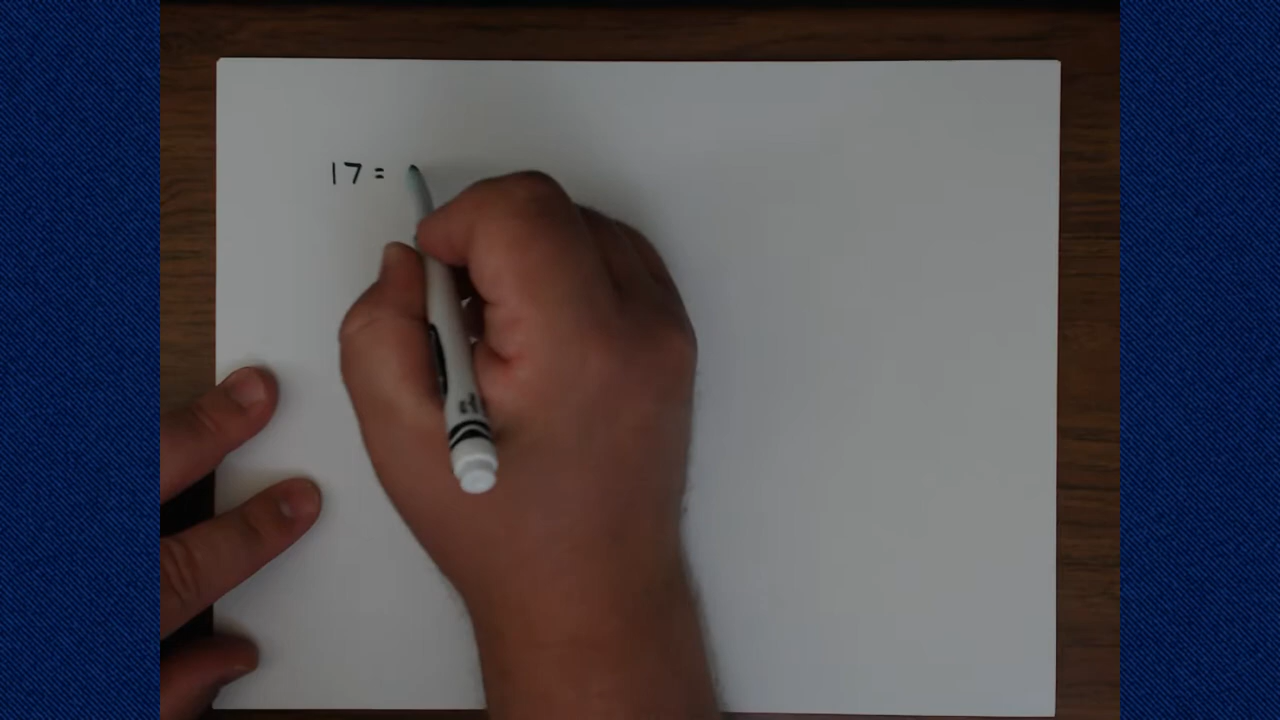 17 =